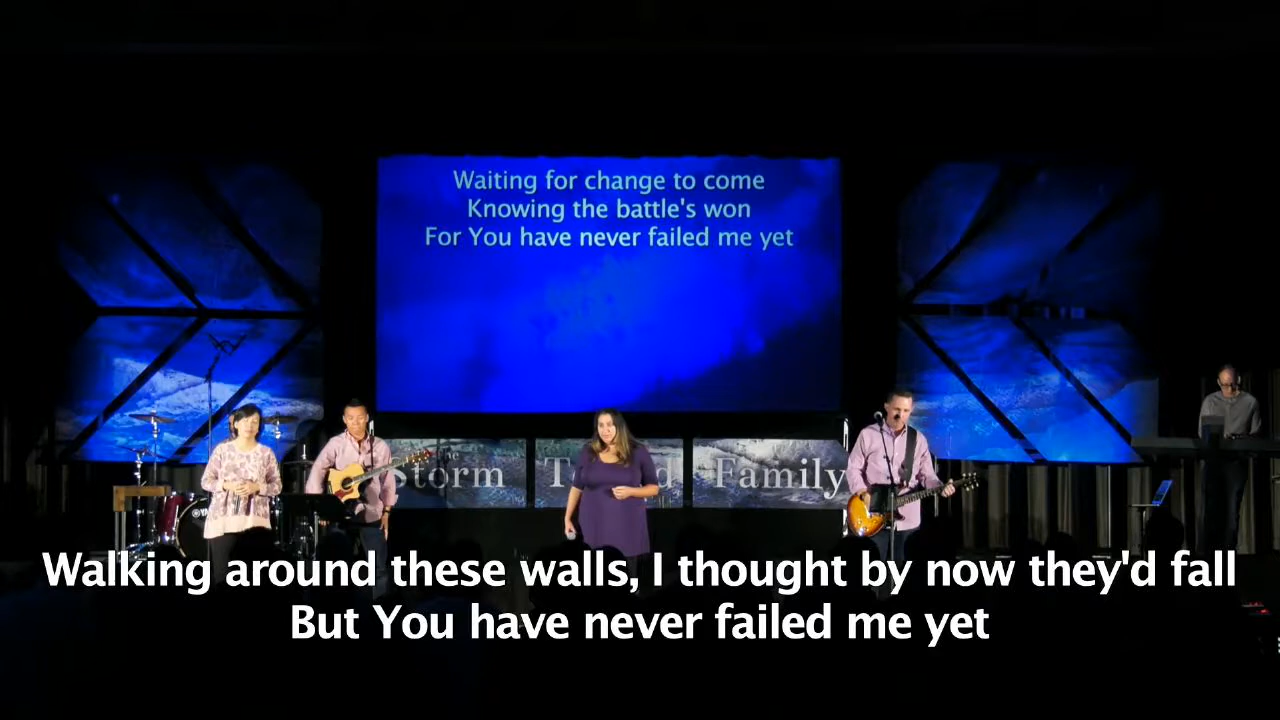 Waiting for change to come
Knowing the battle's won
For You have never failed me yet
Storm
Family
Walking around these walls, I thought by now they'd fall
But You have never failed me yet